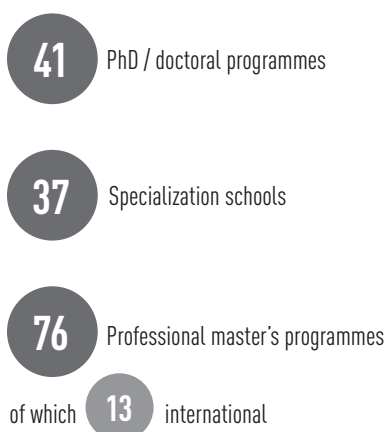 41 PhD / doctoral programmes
37 Specialization schools
76 Professional master's programmes
of which 13 international